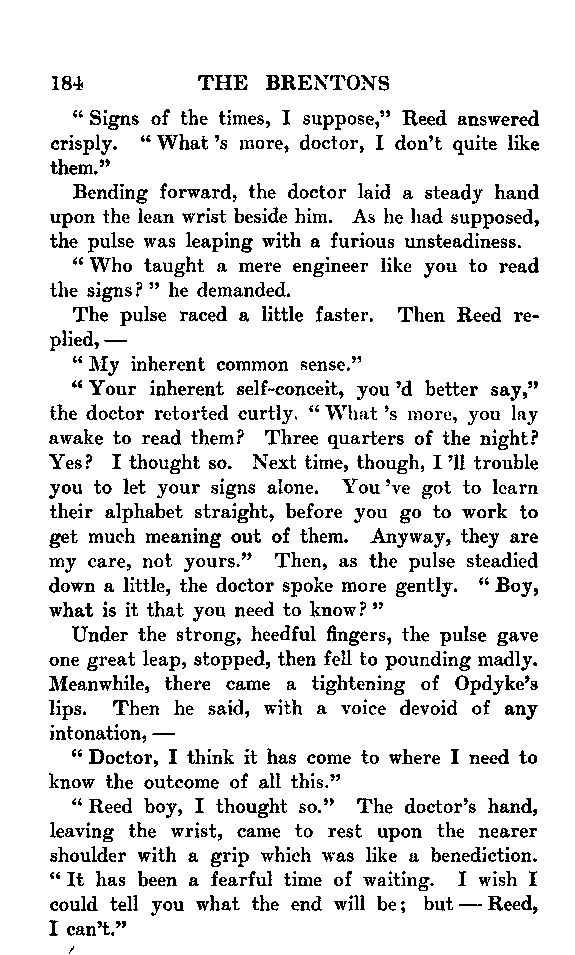 184 THE BRENTONS
“ Signs of the times, I suppose,” Reed answered
crisply. “ What ’s more, doctor, I don’t quite like
them.”
Bending forward, the doctor laid a steady hand
upon the lean wrist beside him. As he had supposed,
the pulse was leaping with a furious unsteadiness.
“ Who taught a mere engineer like you to read
the signs? ” he demanded.
The pulse raced a little faster. Then Reed re-
plied, —
“ My inherent common sense.”
“ Your inherent self-conceit, you ’d better say,”
the doctor retorted curtly. “ What ’s more, you lay
awake to read them? Three quarters of the night?
Yes? I thought so. Next time, though, I ’ll trouble
you to let your signs alone. You ’ve got to learn
their alphabet straight, before you go to work to
get much meaning out of them. Anyway, they are
my care, not yours.” Then, as the pulse steadied
down a little, the doctor spoke more gently. “ Boy,
what is it that you need to know? ”
Under the strong, heedful fingers, the pulse gave
one great leap, stopped, then fell to pounding madly.
Meanwhile, there came a tightening of Opdyke’s
lips. Then he said, with a voice devoid of any
intonation, —
“ Doctor, I think it has come to where I need to
know the outcome of all this.”
“ Reed boy, I thought so.” The doctor’s hand,
leaving the wrist, came to rest upon the nearer
shoulder with a grip which was like a benediction.
“ It has been a fearful time of waiting. I wish I
could tell you what the end will be; but — Reed,
I can’t.”